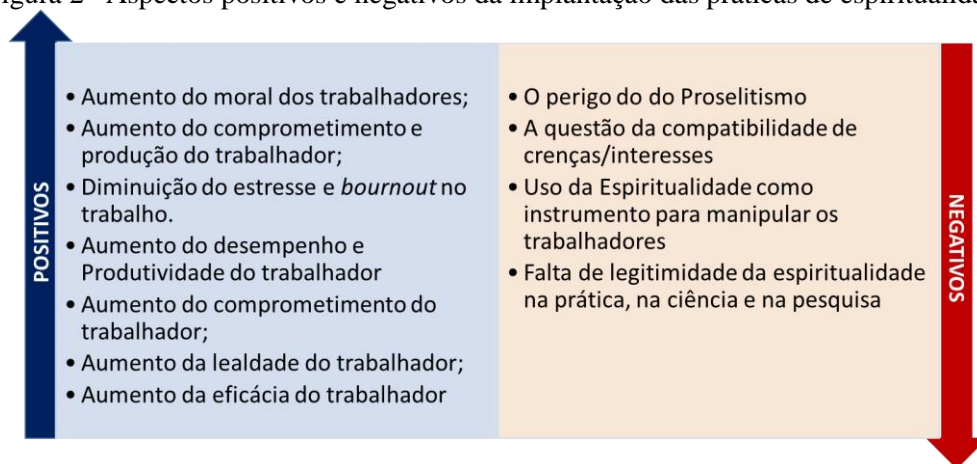 Aspectos positivos e negativos da implantação das práticas de
POSITIVOS
• Aumento do moral dos trabalhadores;
• Aumento do comprometimento e
produção do trabalhador;
• Diminuição do estresse e bournout no
trabalho.
• Aumento do desempenho e
Produtividade do trabalhador
• Aumento do comprometimento do
trabalhador;
• Aumento da lealdade do trabalhador;
• Aumento da eficácia do trabalhador
• O perigo do do Proselitismo
• A questão da compatibilidade de
crenças/interesses
• Uso da Espiritualidade como
instrumento para manipular os
trabalhadores
• Falta de legitimidade da espiritualidade
na prática, na ciência e na pesquisa
NEGATIVOS